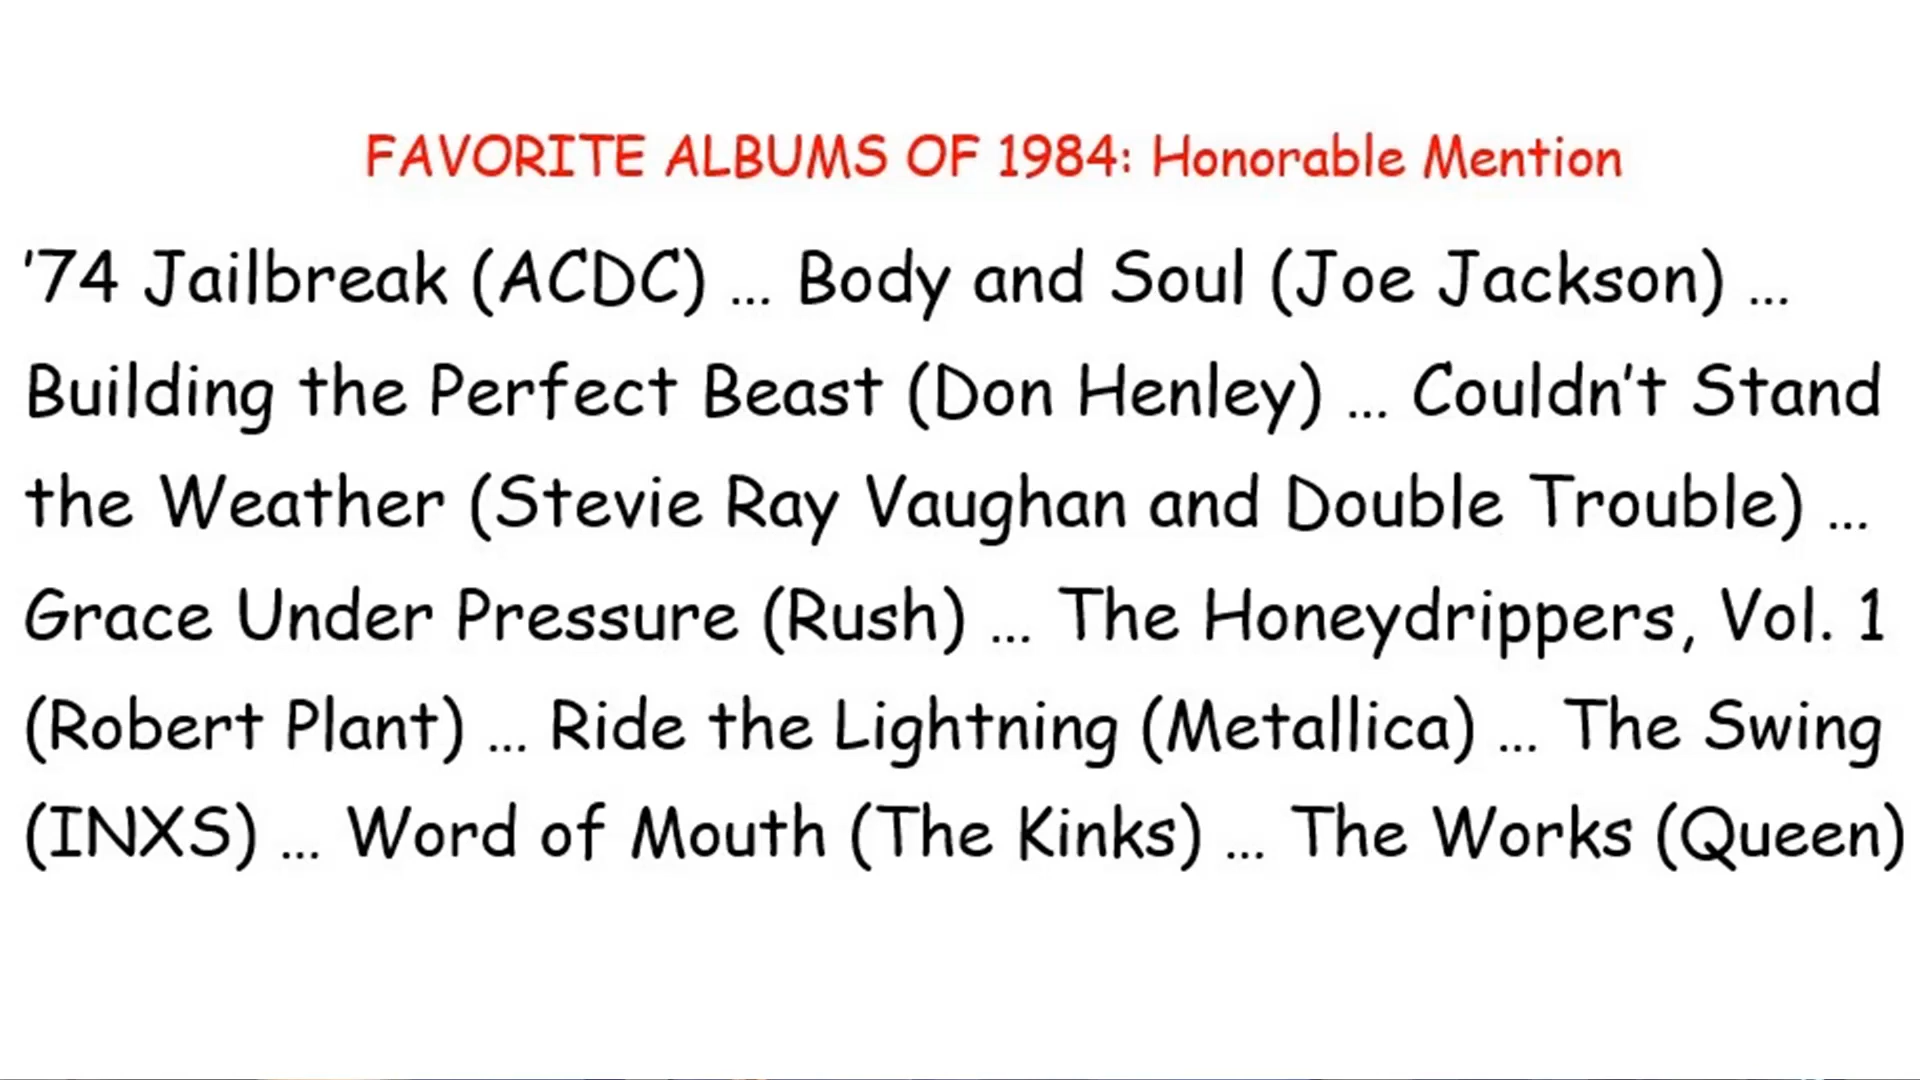 FAVORITE ALBUMS OF 1984: Honorable Mention
'74 Jailbreak (ACDC) ... Body and Soul (Joe Jackson) ...
Building the Perfect Beast (Don Henley) ... Couldn't Stand
the Weather (Stevie Ray Vaughan and Double Trouble) ...
Grace Under Pressure (Rush) ... The Honeydrippers, Vol. 1
(Robert Plant) ... Ride the Lightning (Metallica) ... The Swing
(INXS) ... Word of Mouth (The Kinks) ... The Works (Queen)